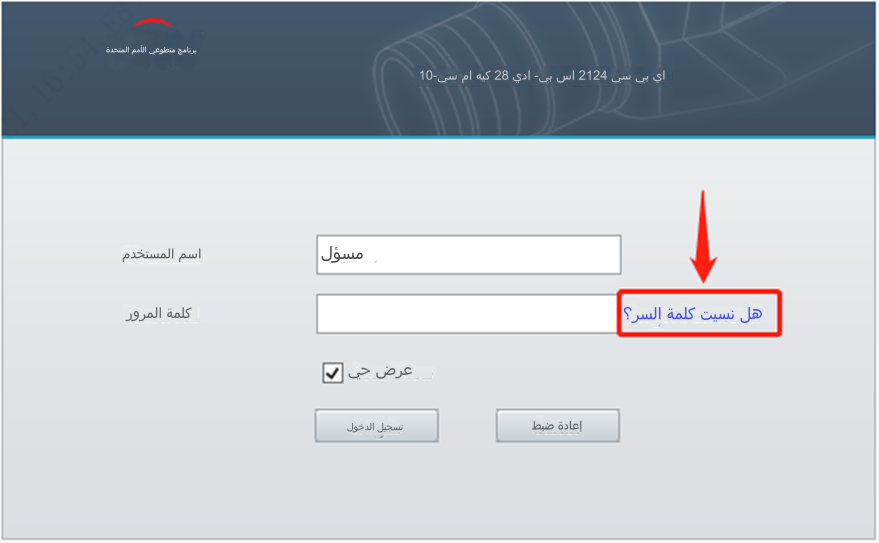 برنامج متطوعي الأمم المتحدة
اي بي سي 2124 اس بي- ادي 28 كيه ام سي-10
اسم المستخدم
مسؤل
كلمة المرور
هل نسيت كلمة السر؟
عرض حي
تسجيل الدخول
إعادة ضبط